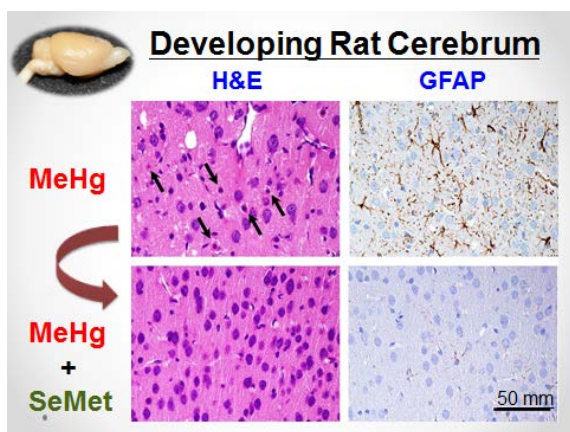 Developing Rat Cerebrum
H&E
GFAP
MeHg
MeHg
+
SeMet
50 mm